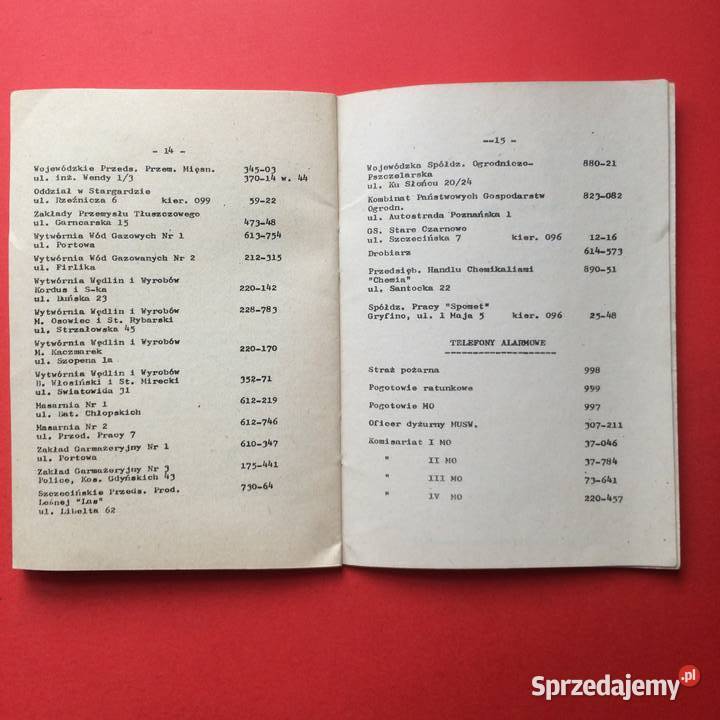 - 14 -
Wojewódzkie Przeds. Przem. Mięsn. 345-03
ul. inż. Wendy 1/3 370-14 w. 44
Oddział w Stargardzie
ul. Rzeźnicza 6 kier. 099 59-22
Zakłady Przemysłu Tłuszczowego
ul. Garncarska 15 473-48
Wytwórnia Wód Gazowych Nr 1 613-754
ul. Portowa
Wytwórnia Wód Gazowanych Nr 2 212-315
ul. Firlika
Wytwórnia Wędlin i Wyrobów
Kordus i S-ka 220-142
ul. Duńska 23
Wytwórnia Wędlin i Wyrobów 228-783
M. Osowiec i St. Rybarski
ul. Strzałowska 45
Wytwórnia Wędlin i Wyrobów
M. Kaczmarek 220-170
ul. Szopena 1a
Wytwórnia Wędlin i Wyrobów
B. Włosiński i St. Mirecki 352-71
ul. Światowida 31
Masarnia Nr 1 612-219
ul. Bat. Chłopskich
Masarnia Nr 2 612-746
ul. Przod. Pracy 7
Zakład Garmażeryjny Nr 1 610-347
ul. Portowa
Zakład Garmażeryjny Nr 3 175-441
Police, Kos. Gdyńskich 43
Szczecińskie Przeds. Prod. 730-64
Leśnej "Las"
ul. Libelta 62
--15 -
Wojewódzka Spółdz. Ogrodniczo- 880-21
Pszczelarska
ul. Ku Słońcu 20/24
Kombinat Państwowych Gospodarstw 823-082
Ogrodn.
ul. Autostrada Poznańska 1
GS. Stare Czarnowo
ul. Szczecińska 7 kier. 096 12-16
Drobiarz 614-573
Przedsięb. Handlu Chemikaliami 890-51
"Chemia"
ul. Santocka 22
Spółdz. Pracy "Spomet"
Gryfino, ul. 1 Maja 5 kier. 096 25-48
TELEFONY ALARMOWE
Straż pożarna 998
Pogotowie ratunkowe 999
Pogotowie MO 997
Oficer dyżurny MUSW. 307-211
Komisariat I MO 37-046
" II MO 37-784
" III MO 73-641
" IV MO 220-457
Sprzedajemy.pl